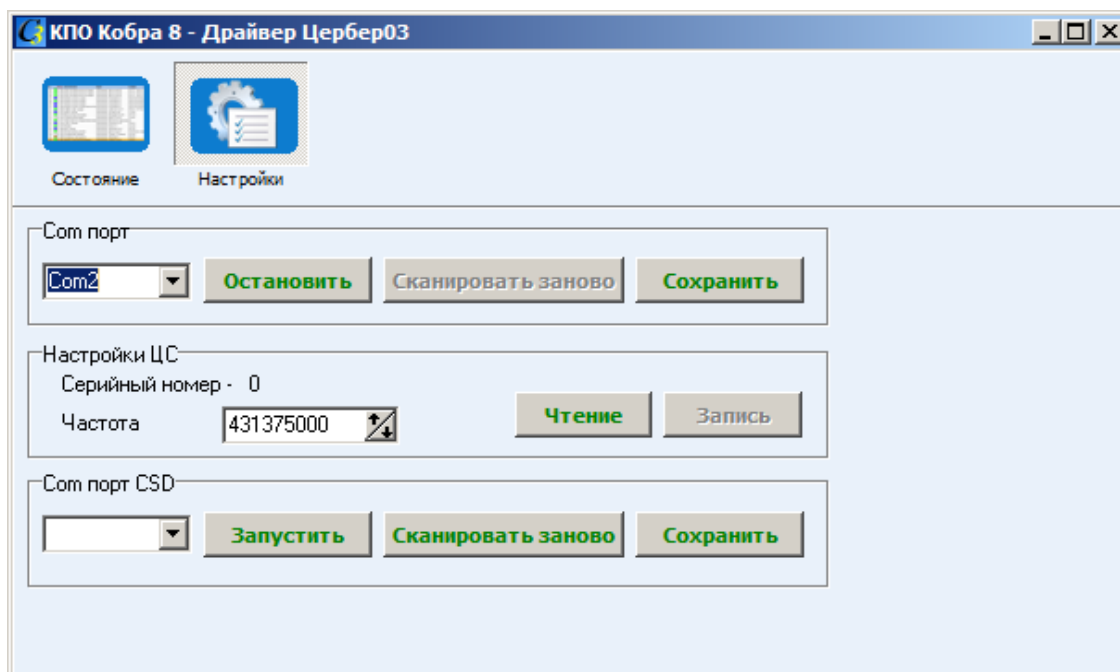 КПО Кобра 8 - Драйвер Цербер03
Состояние
Настройки
Com порт
Com2
Остановить
Сканировать заново
Сохранить
Настройки ЦС
Серийный номер - 0
Частота
431375000
Чтение
Запись
Com порт CSD
Запустить
Сканировать заново
Сохранить